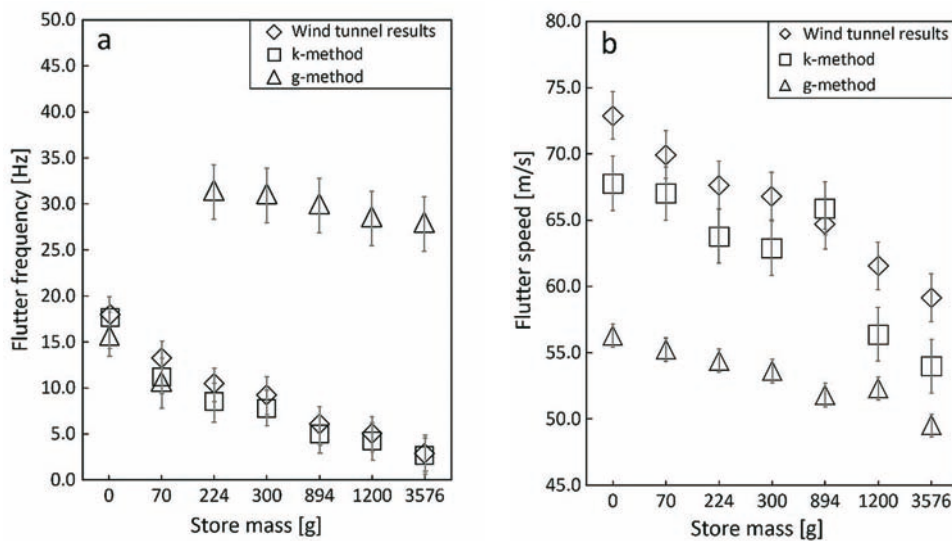 a
Wind tunnel results
k-method
g-method
Flutter frequency [Hz]
50.0
45.0
40.0
35.0
30.0
25.0
20.0
15.0
10.0
5.0
0.0
0 70 224 300 894 1200 3576
Store mass [g]
b
Wind tunnel results
k-method
g-method
Flutter speed [m/s]
80.0
75.0
70.0
65.0
60.0
55.0
50.0
45.0
0 70 224 300 894 1200 3576
Store mass [g]